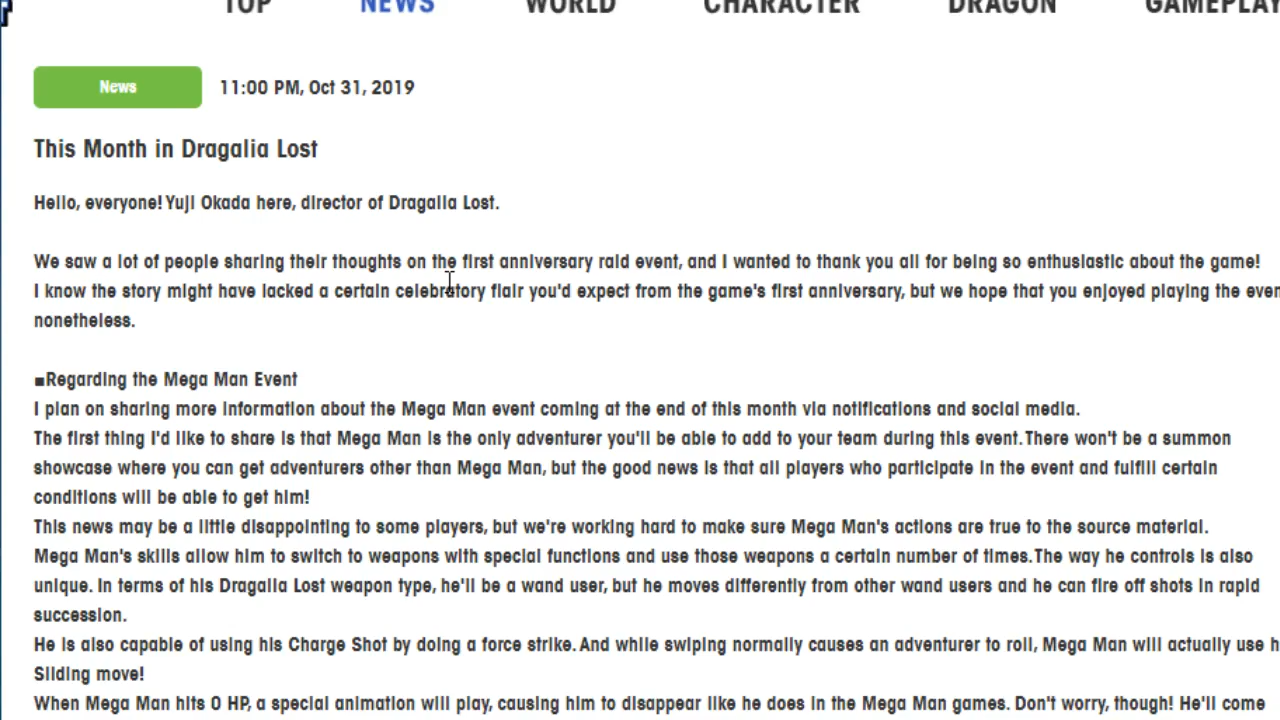 TOP NEWS WORLD CHARACTER DRAGON GAMEPLAY
News 11:00 PM, Oct 31, 2019
This Month in Dragalia Lost
Hello, everyone! Yuji Okada here, director of Dragalia Lost.
We saw a lot of people sharing their thoughts on the first anniversary raid event, and I wanted to thank you all for being so enthusiastic about the game!
I know the story might have lacked a certain celebratory flair you'd expect from the game's first anniversary, but we hope that you enjoyed playing the
nonetheless.
■Regarding the Mega Man Event
I plan on sharing more information about the Mega Man event coming at the end of this month via notifications and social media.
The first thing I'd like to share is that Mega Man is the only adventurer you'll be able to add to your team during this event. There won't be a summon
showcase where you can get adventurers other than Mega Man, but the good news is that all players who participate in the event and fulfill certain
conditions will be able to get him!
This news may be a little disappointing to some players, but we're working hard to make sure Mega Man's actions are true to the source material.
Mega Man's skills allow him to switch to weapons with special functions and use those weapons a certain number of times. The way he controls is also
unique. In terms of his Dragalia Lost weapon type, he'll be a wand user, but he moves differently from other wand users and he can fire off shots in rapid
succession.
He is also capable of using his Charge Shot by doing a force strike. And while swiping normally causes an adventurer to roll, Mega Man will actually use
Sliding move!
When Mega Man hits 0 HP, a special animation will play, causing him to disappear like he does in the Mega Man games. Don't worry, though! He'll come